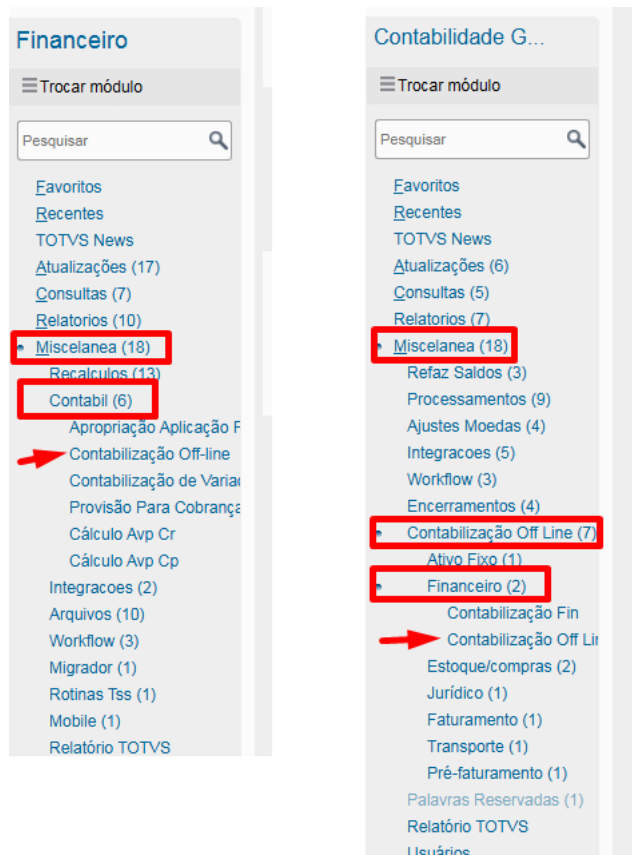 Financeiro
Trocar módulo
Pesquisar
Favoritos
Recentes
TOTVS News
Atualizações (17)
Consultas (7)
Relatorios (10)
Miscelanea (18)
Recalculos (13)
Contabil (6)
Apropriação Aplicação F
Contabilização Off-line
Contabilização de Varia
Provisão Para Cobrança
Cálculo Avp Cr
Cálculo Avp Cp
Integracoes (2)
Arquivos (10)
Workflow (3)
Migrador (1)
Rotinas Tss (1)
Mobile (1)
Relatório TOTVS
Contabilidade G...
Trocar módulo
Pesquisar
Favoritos
Recentes
TOTVS News
Atualizações (6)
Consultas (5)
Relatorios (7)
Miscelanea (18)
Refaz Saldos (3)
Processamentos (9)
Ajustes Moedas (4)
Integracoes (5)
Workflow (3)
Encerramentos (4)
Contabilização Off Line (7)
Ativo Fixo (1)
Financeiro (2)
Contabilização Fin
Contabilização Off Lin
Estoque/compras (2)
Jurídico (1)
Faturamento (1)
Transporte (1)
Pré-faturamento (1)
Palavras Reservadas (1)
Relatório TOTVS
Usuários